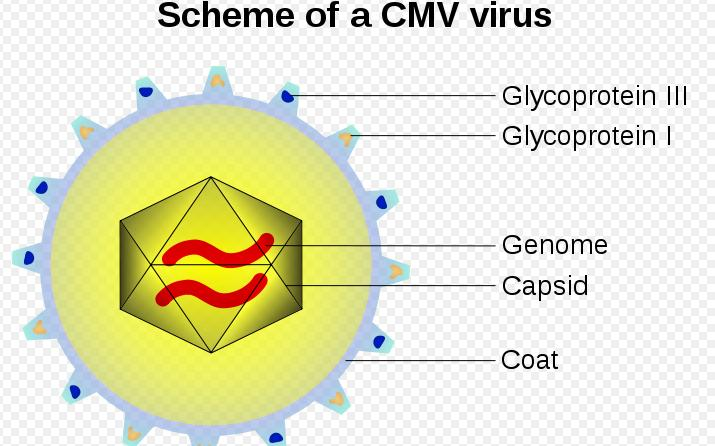 Scheme of a CMV virus
Glycoprotein III
Glycoprotein I
Genome
Capsid
Coat